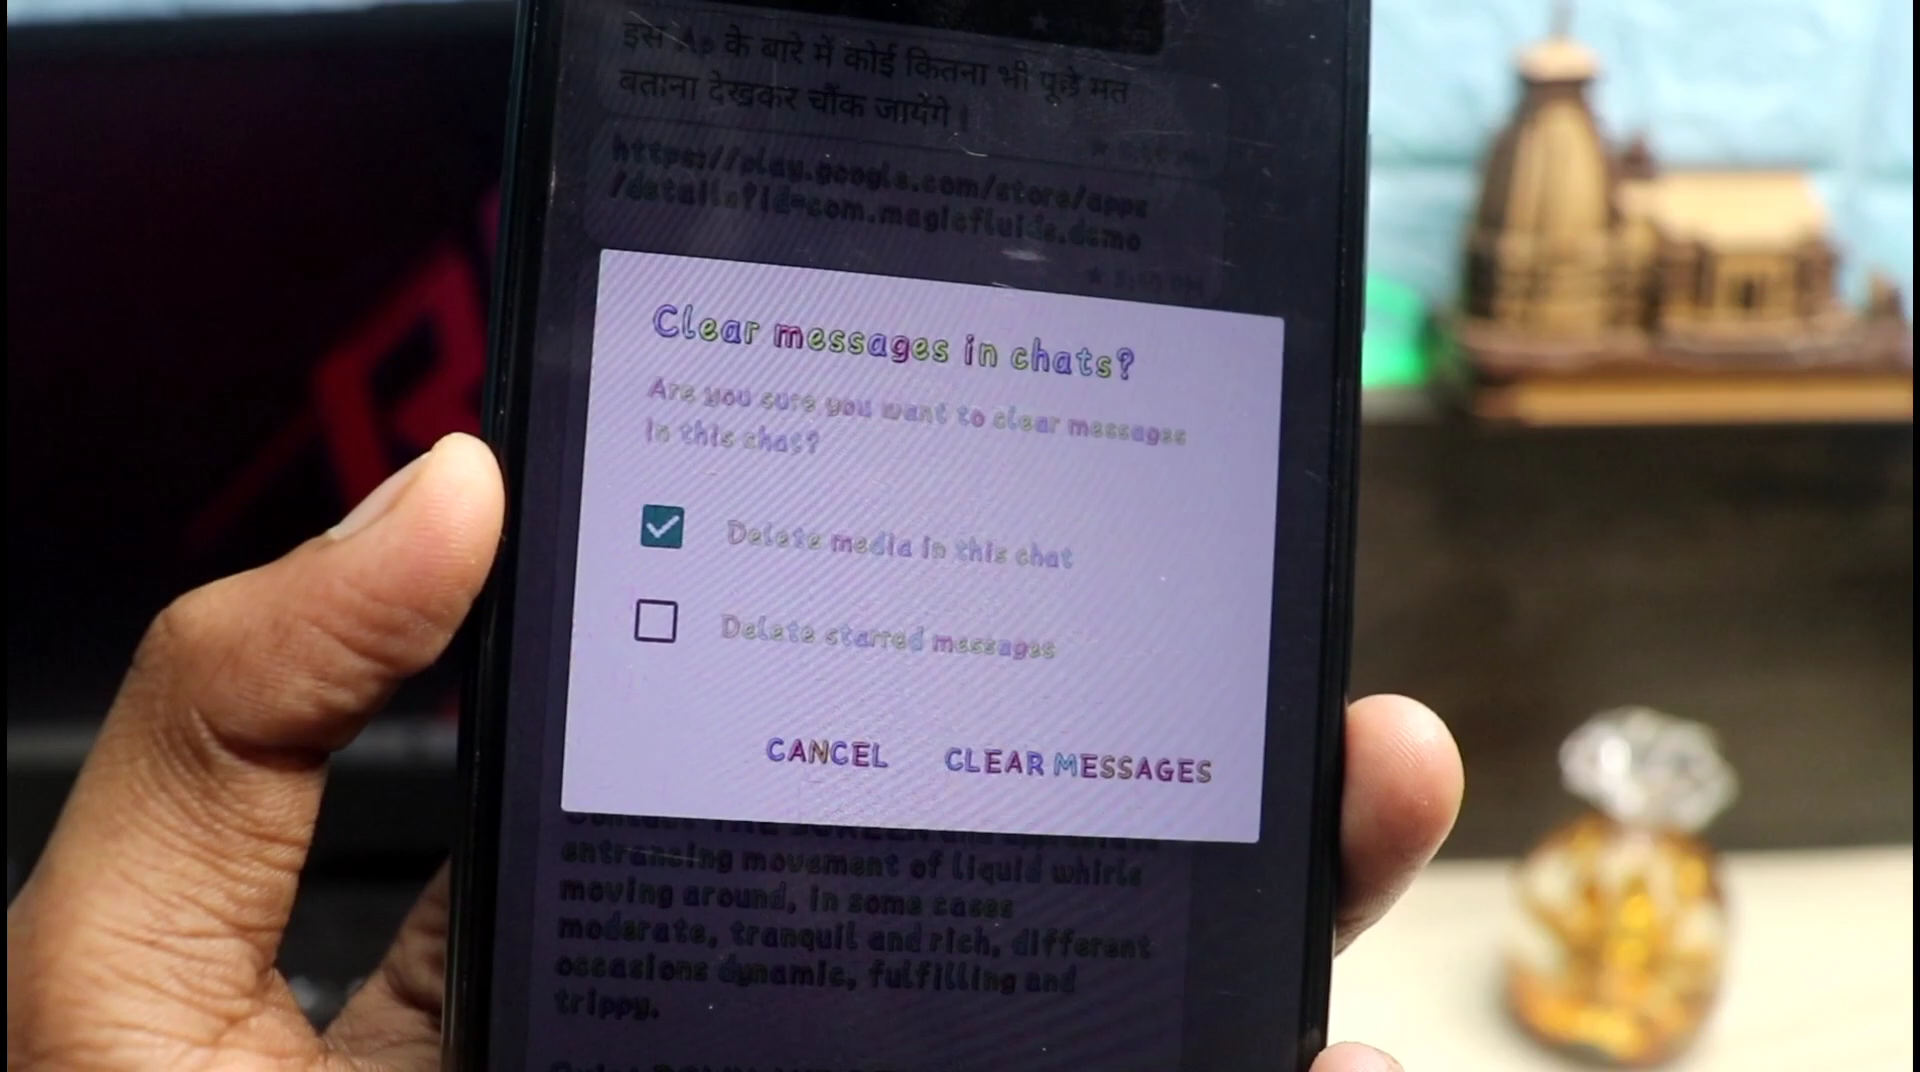 इस App के बारे में कोई कितना भी पूछे मत
बताना देखकर चौंक जायेंगे।
https://play.google.com/store/apps
/details?id=com.magicfluids.demo
Clear messages in chats?
Are you sure you want to clear messages
in this chat?
Delete media in this chat
Delete starred messages
CANCEL
CLEAR MESSAGES
entrancing movement of liquid whirls
moving around, in some cases
moderate, tranquil and rich, different
occasions dynamic, fulfilling and
trippy.